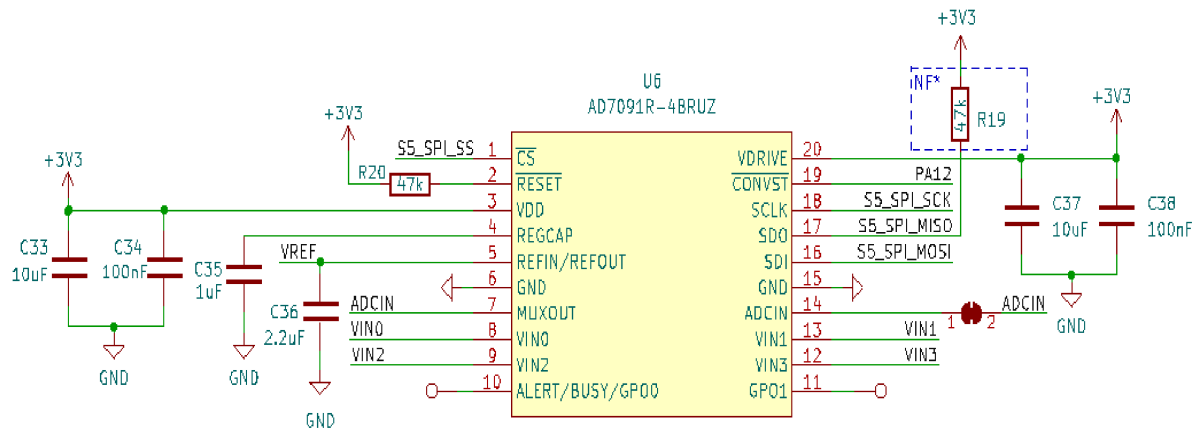 +3V3
NF*
47k
R19
U6
AD7091R-4BRUZ
+3V3
+3V3
+3V3
S5_SPI_SS
1
CS
VDRIVE
20
R20
47k
2
RESET
CONVST
19
PA12
3
VDD
SCLK
18
S5_SPI_SCK
C33
10uF
C34
100nF
4
REGCAP
SDO
17
S5_SPI_MISO
C37
10uF
C38
100nF
C35
1uF
VREF
5
REFIN/REFOUT
SDI
16
S5_SPI_MOSI
6
GND
GND
15
C36
2.2uF
ADCIN
7
MUXOUT
ADCIN
14
1
2
ADCIN
GND
VIN0
8
VIN0
VIN1
13
VIN1
VIN2
9
VIN2
VIN3
12
VIN3
GND
GND
10
ALERT/BUSY/GPO0
GPO1
11
GND